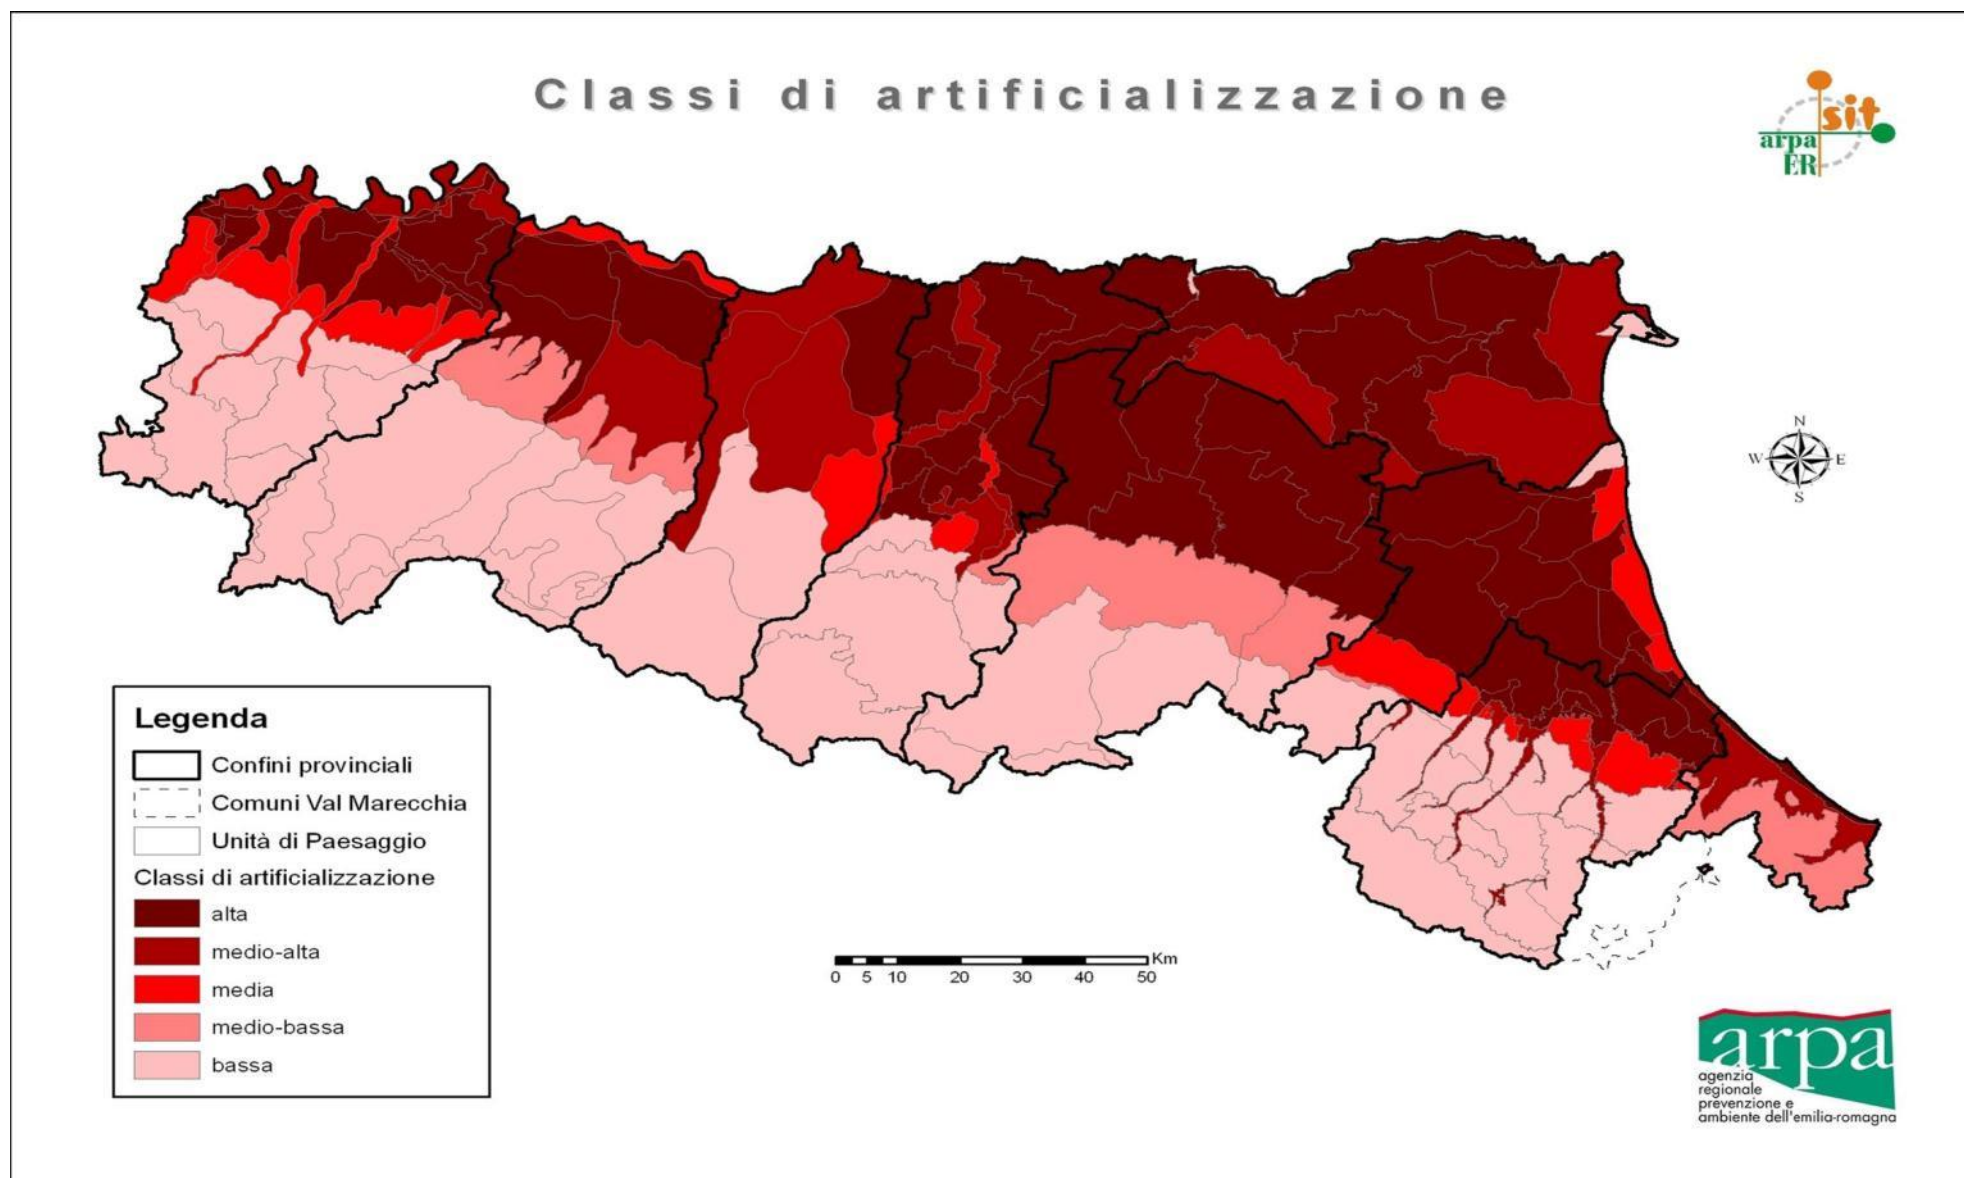 Classi di artificializzazione
sit
arpa
ER
N
W E
S
Legenda
Confini provinciali
Comuni Val Marecchia
Unità di Paesaggio
Classi di artificializzazione
alta
medio-alta
media
medio-bassa
bassa
Km
0 5 10 20 30 40 50
arpa
agenzia
regionale
prevenzione e
ambiente dell'emilia-romagna